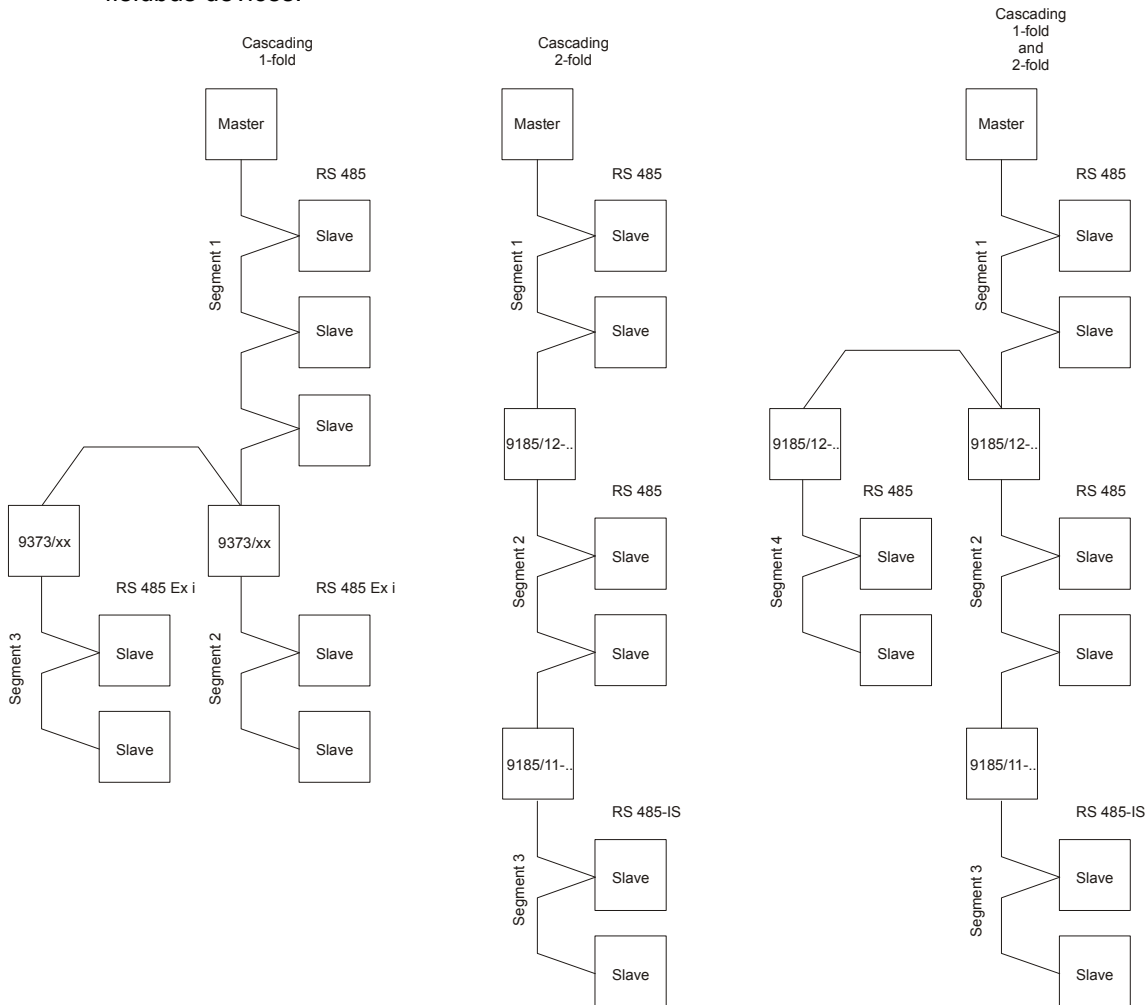 fieldbus devices.
Cascading
1-fold
Master
RS 485
Slave
Segment 1
Slave
Slave
9373/xx
9373/xx
RS 485 Ex i
RS 485 Ex i
Segment 3
Slave
Segment 2
Slave
Slave
Slave
Cascading
2-fold
Master
RS 485
Slave
Segment 1
Slave
9185/12-..
RS 485
Segment 2
Slave
Slave
9185/11-..
RS 485-IS
Segment 3
Slave
Slave
Cascading
1-fold
and
2-fold
Master
RS 485
Slave
Segment 1
Slave
9185/12-..
9185/12-..
RS 485
RS 485
Segment 4
Slave
Segment 2
Slave
Slave
Slave
9185/11-..
RS 485-IS
Segment 3
Slave
Slave